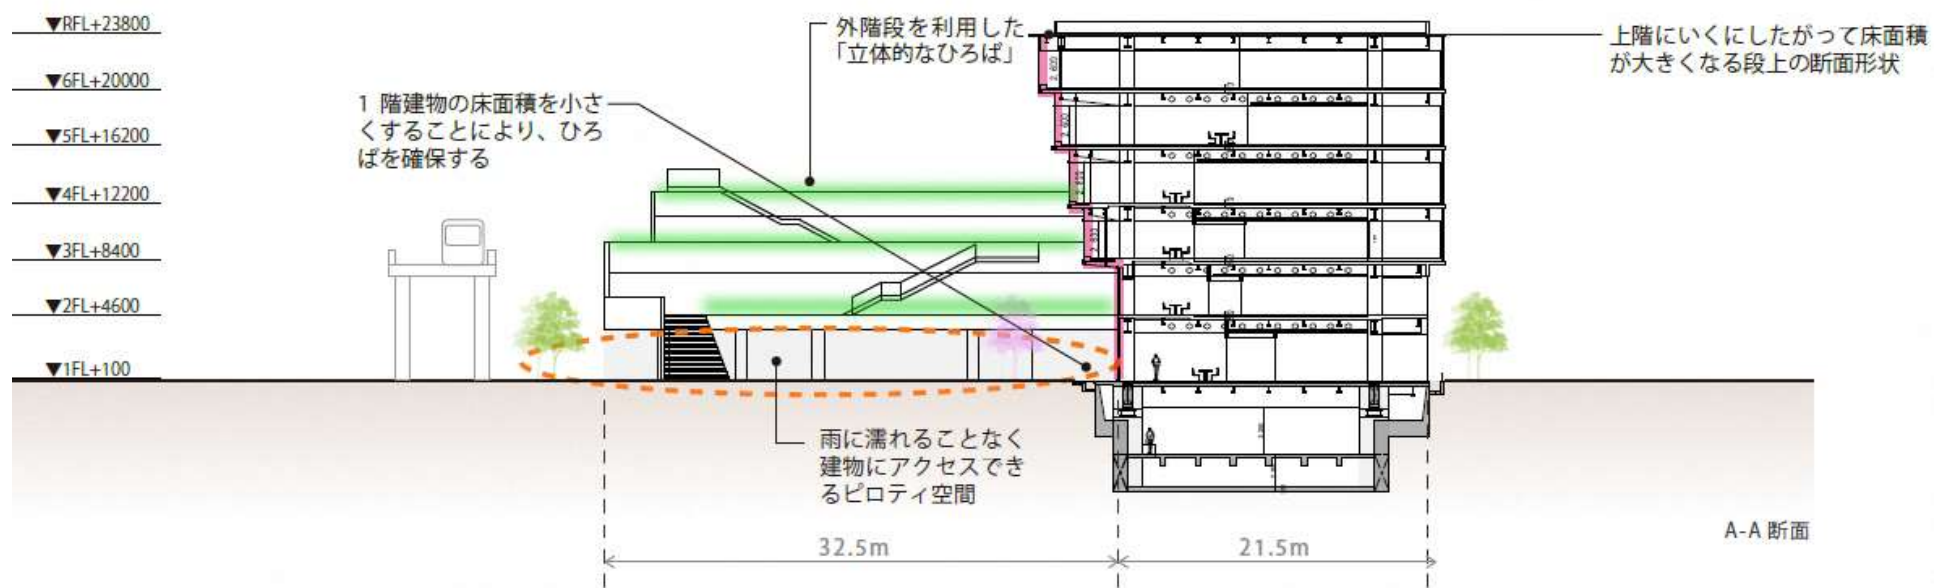 ▼RFL+23800
▼6FL+20000
▼5FL+16200
▼4FL+12200
▼3FL+8400
▼2FL+4600
▼1FL+100
外階段を利用した
「立体的なひろば」
上階にいくにしたがって床面積
が大きくなる段上の断面形状
1 階建物の床面積を小さ
くすることにより、ひろ
ばを確保する
2,600
2,600
雨に濡れることなく
建物にアクセスでき
るピロティ空間
A-A 断面
32.5m
21.5m